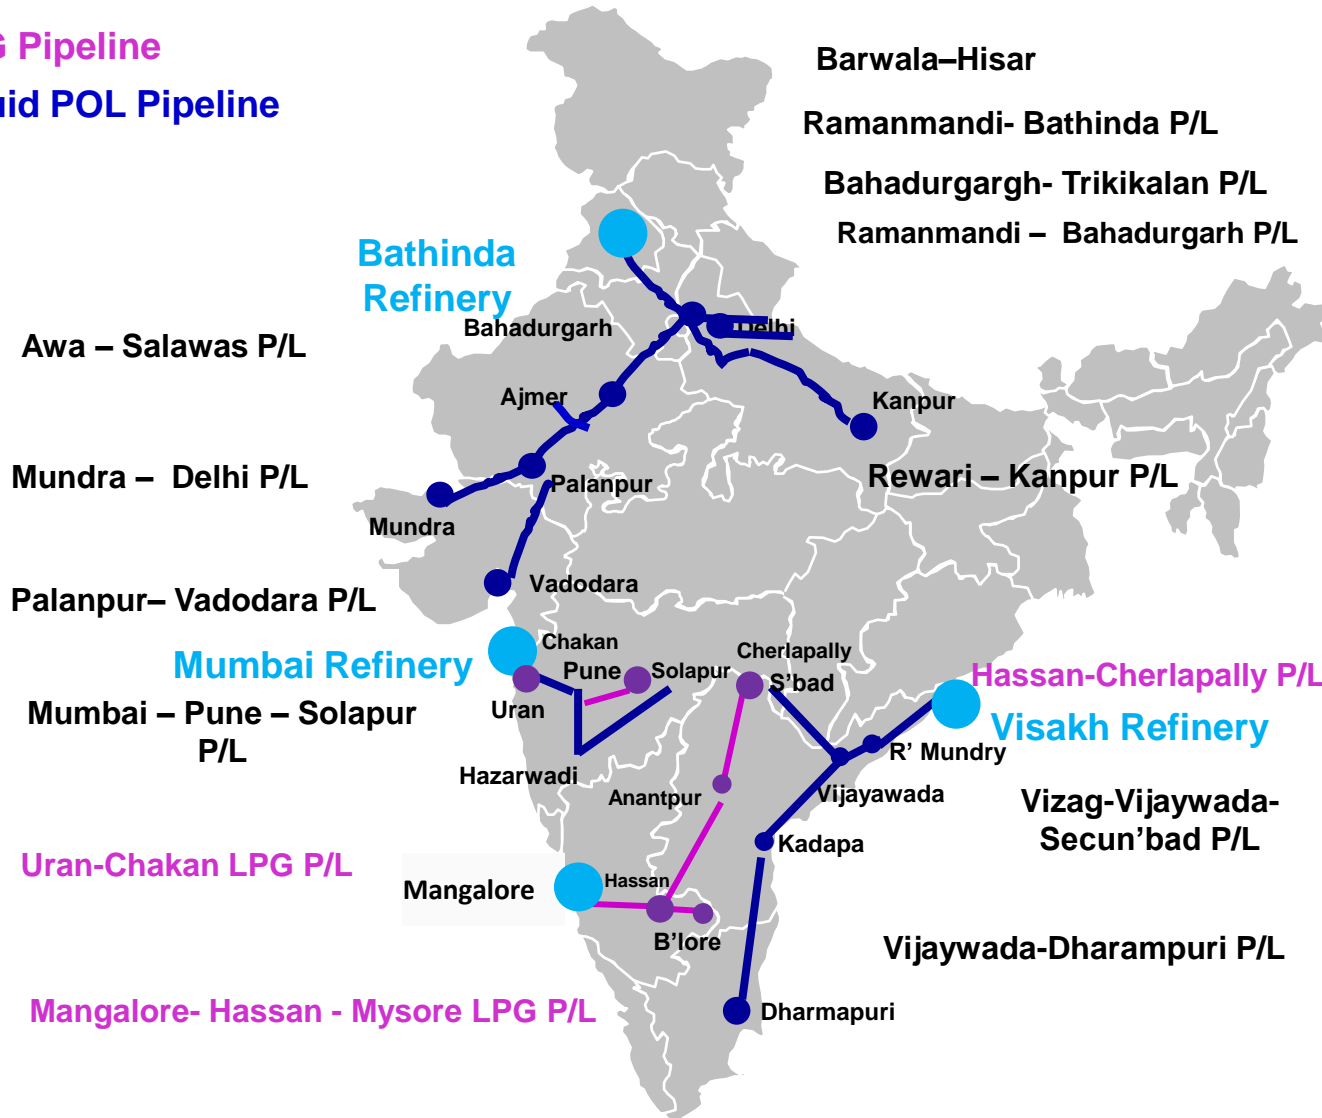 G Pipeline
uid POL Pipeline
Barwala–Hisar
Ramanmandi- Bathinda P/L
Bahadurgargh- Trikikalan P/L
Ramanmandi – Bahadurgarh P/L
Bathinda
Refinery
Bahadurgarh
Delhi
Awa – Salawas P/L
Ajmer
Kanpur
Mundra – Delhi P/L
Palanpur
Rewari – Kanpur P/L
Mundra
Palanpur– Vadodara P/L
Vadodara
Mumbai Refinery
Chakan
Pune
Solapur
Cherlapally
S'bad
Hassan-Cherlapally P/L
Uran
Mumbai – Pune – Solapur
P/L
Visakh Refinery
R' Mundry
Hazarwadi
Anantpur
Vijayawada
Vizag-Vijaywada-
Secun'bad P/L
Kadapa
Uran-Chakan LPG P/L
Mangalore
Hassan
B'lore
Vijaywada-Dharampuri P/L
Mangalore- Hassan - Mysore LPG P/L
Dharmapuri